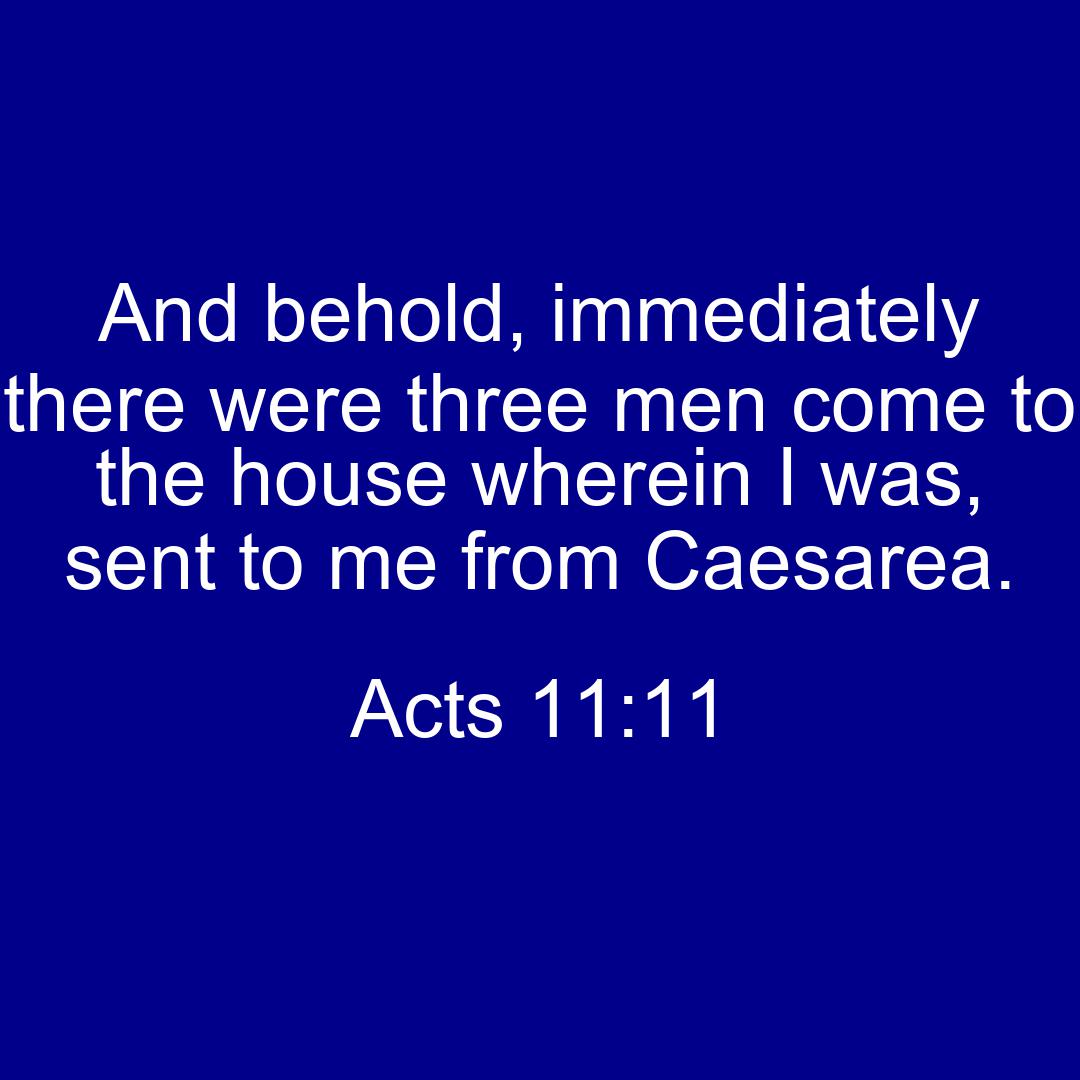 And behold, immediately
there were three men come to
the house wherein I was,
sent to me from Caesarea.
Acts 11:11